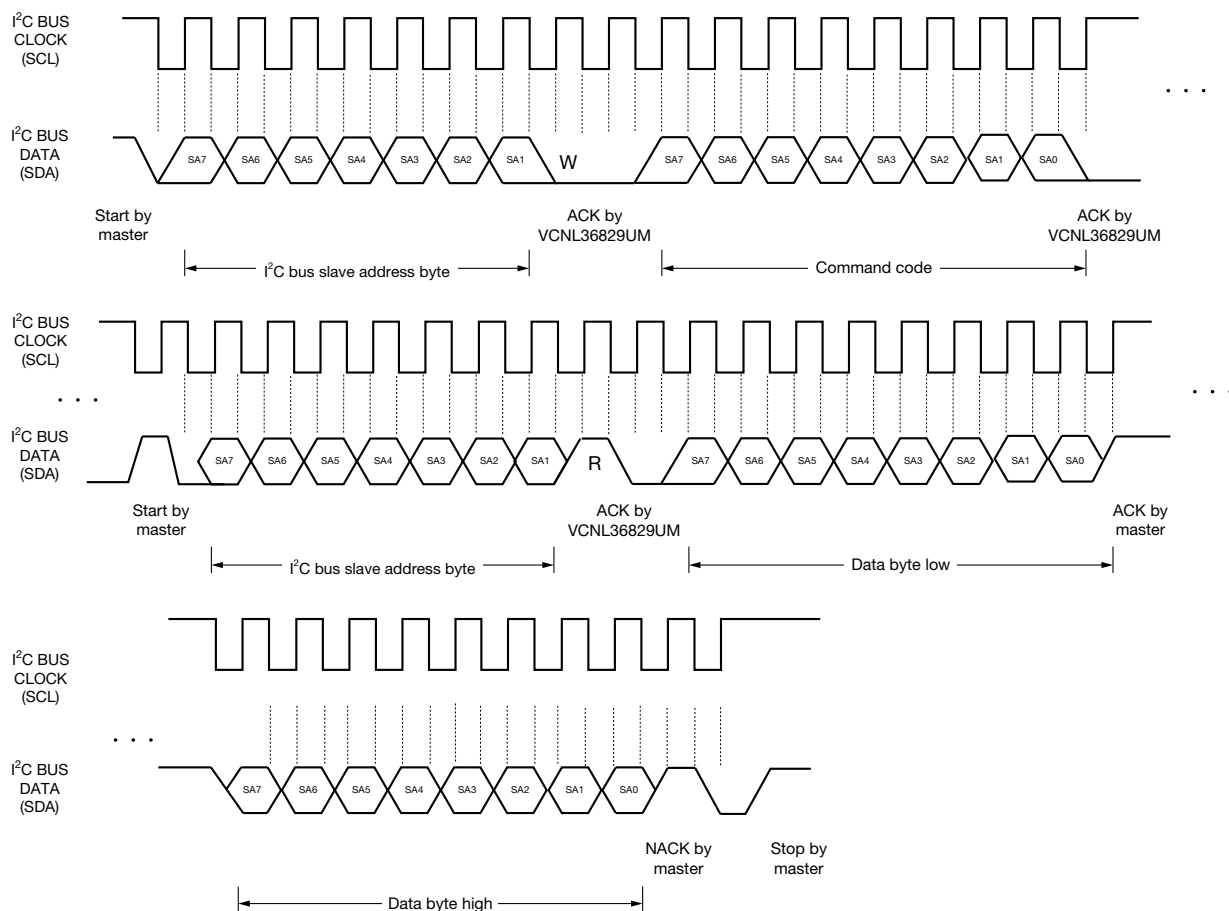 I²C BUS
CLOCK
(SCL)
. . .
I²C BUS
DATA
(SDA)
SA7 SA6 SA5 SA4 SA3 SA2 SA1 W SA7 SA6 SA5 SA4 SA3 SA2 SA1 SA0
Start by
master
ACK by
VCNL36829UM
ACK by
VCNL36829UM
I²C bus slave address byte
Command code
I²C BUS
CLOCK
(SCL)
. . .
. . .
I²C BUS
DATA
(SDA)
SA7 SA6 SA5 SA4 SA3 SA2 SA1 R SA7 SA6 SA5 SA4 SA3 SA2 SA1 SA0
Start by
master
ACK by
VCNL36829UM
ACK by
master
I²C bus slave address byte
Data byte low
I²C BUS
CLOCK
(SCL)
. . .
I²C BUS
DATA
(SDA)
SA7 SA6 SA5 SA4 SA3 SA2 SA1 SA0
NACK by
master
Stop by
master
Data byte high